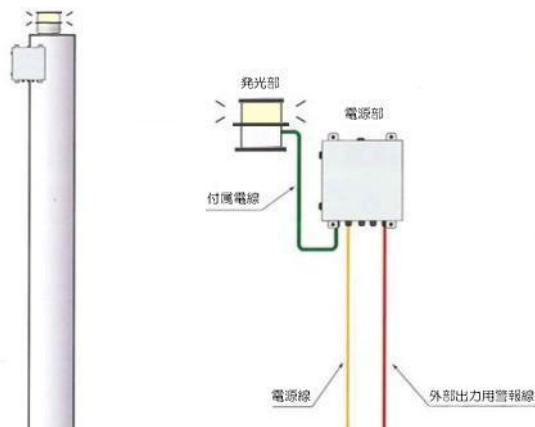 発光部
電源部
付属電線
電源線
外部出力用警報線